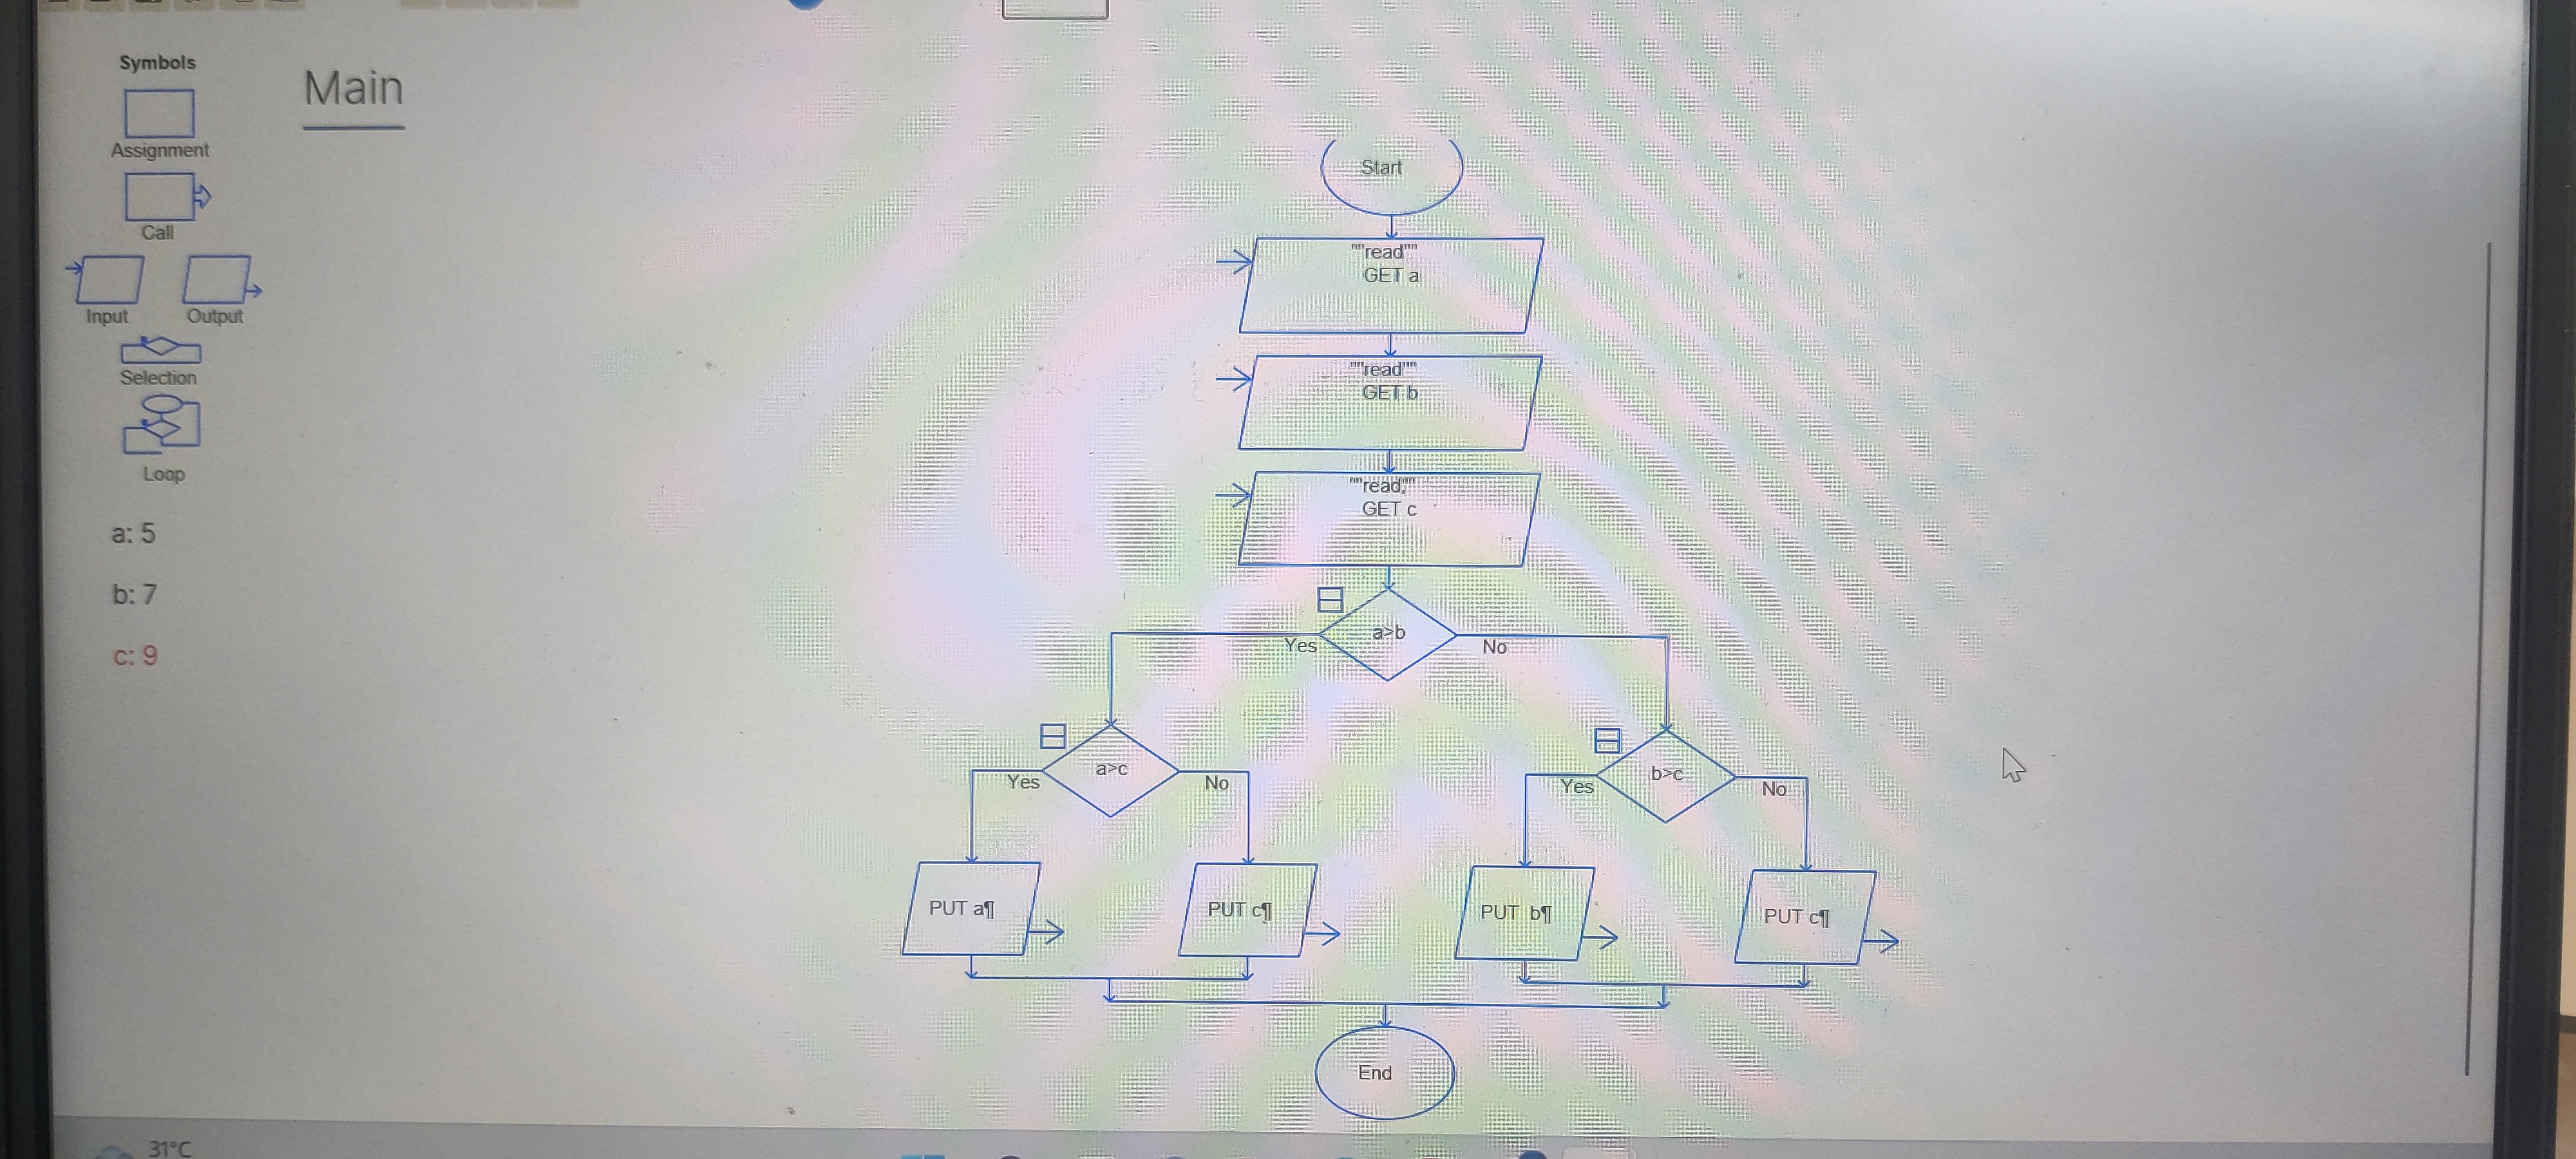 Symbols
Main
Assignment
Call
Input
Output
Selection
Loop
a: 5
b: 7
c: 9
Start
""read""
GET a
""read""
GET b
""read,""
GET c
a>b
Yes
No
a>c
Yes
No
b>c
Yes
No
PUT a¶
PUT c¶
PUT b¶
PUT c¶
End
31°C